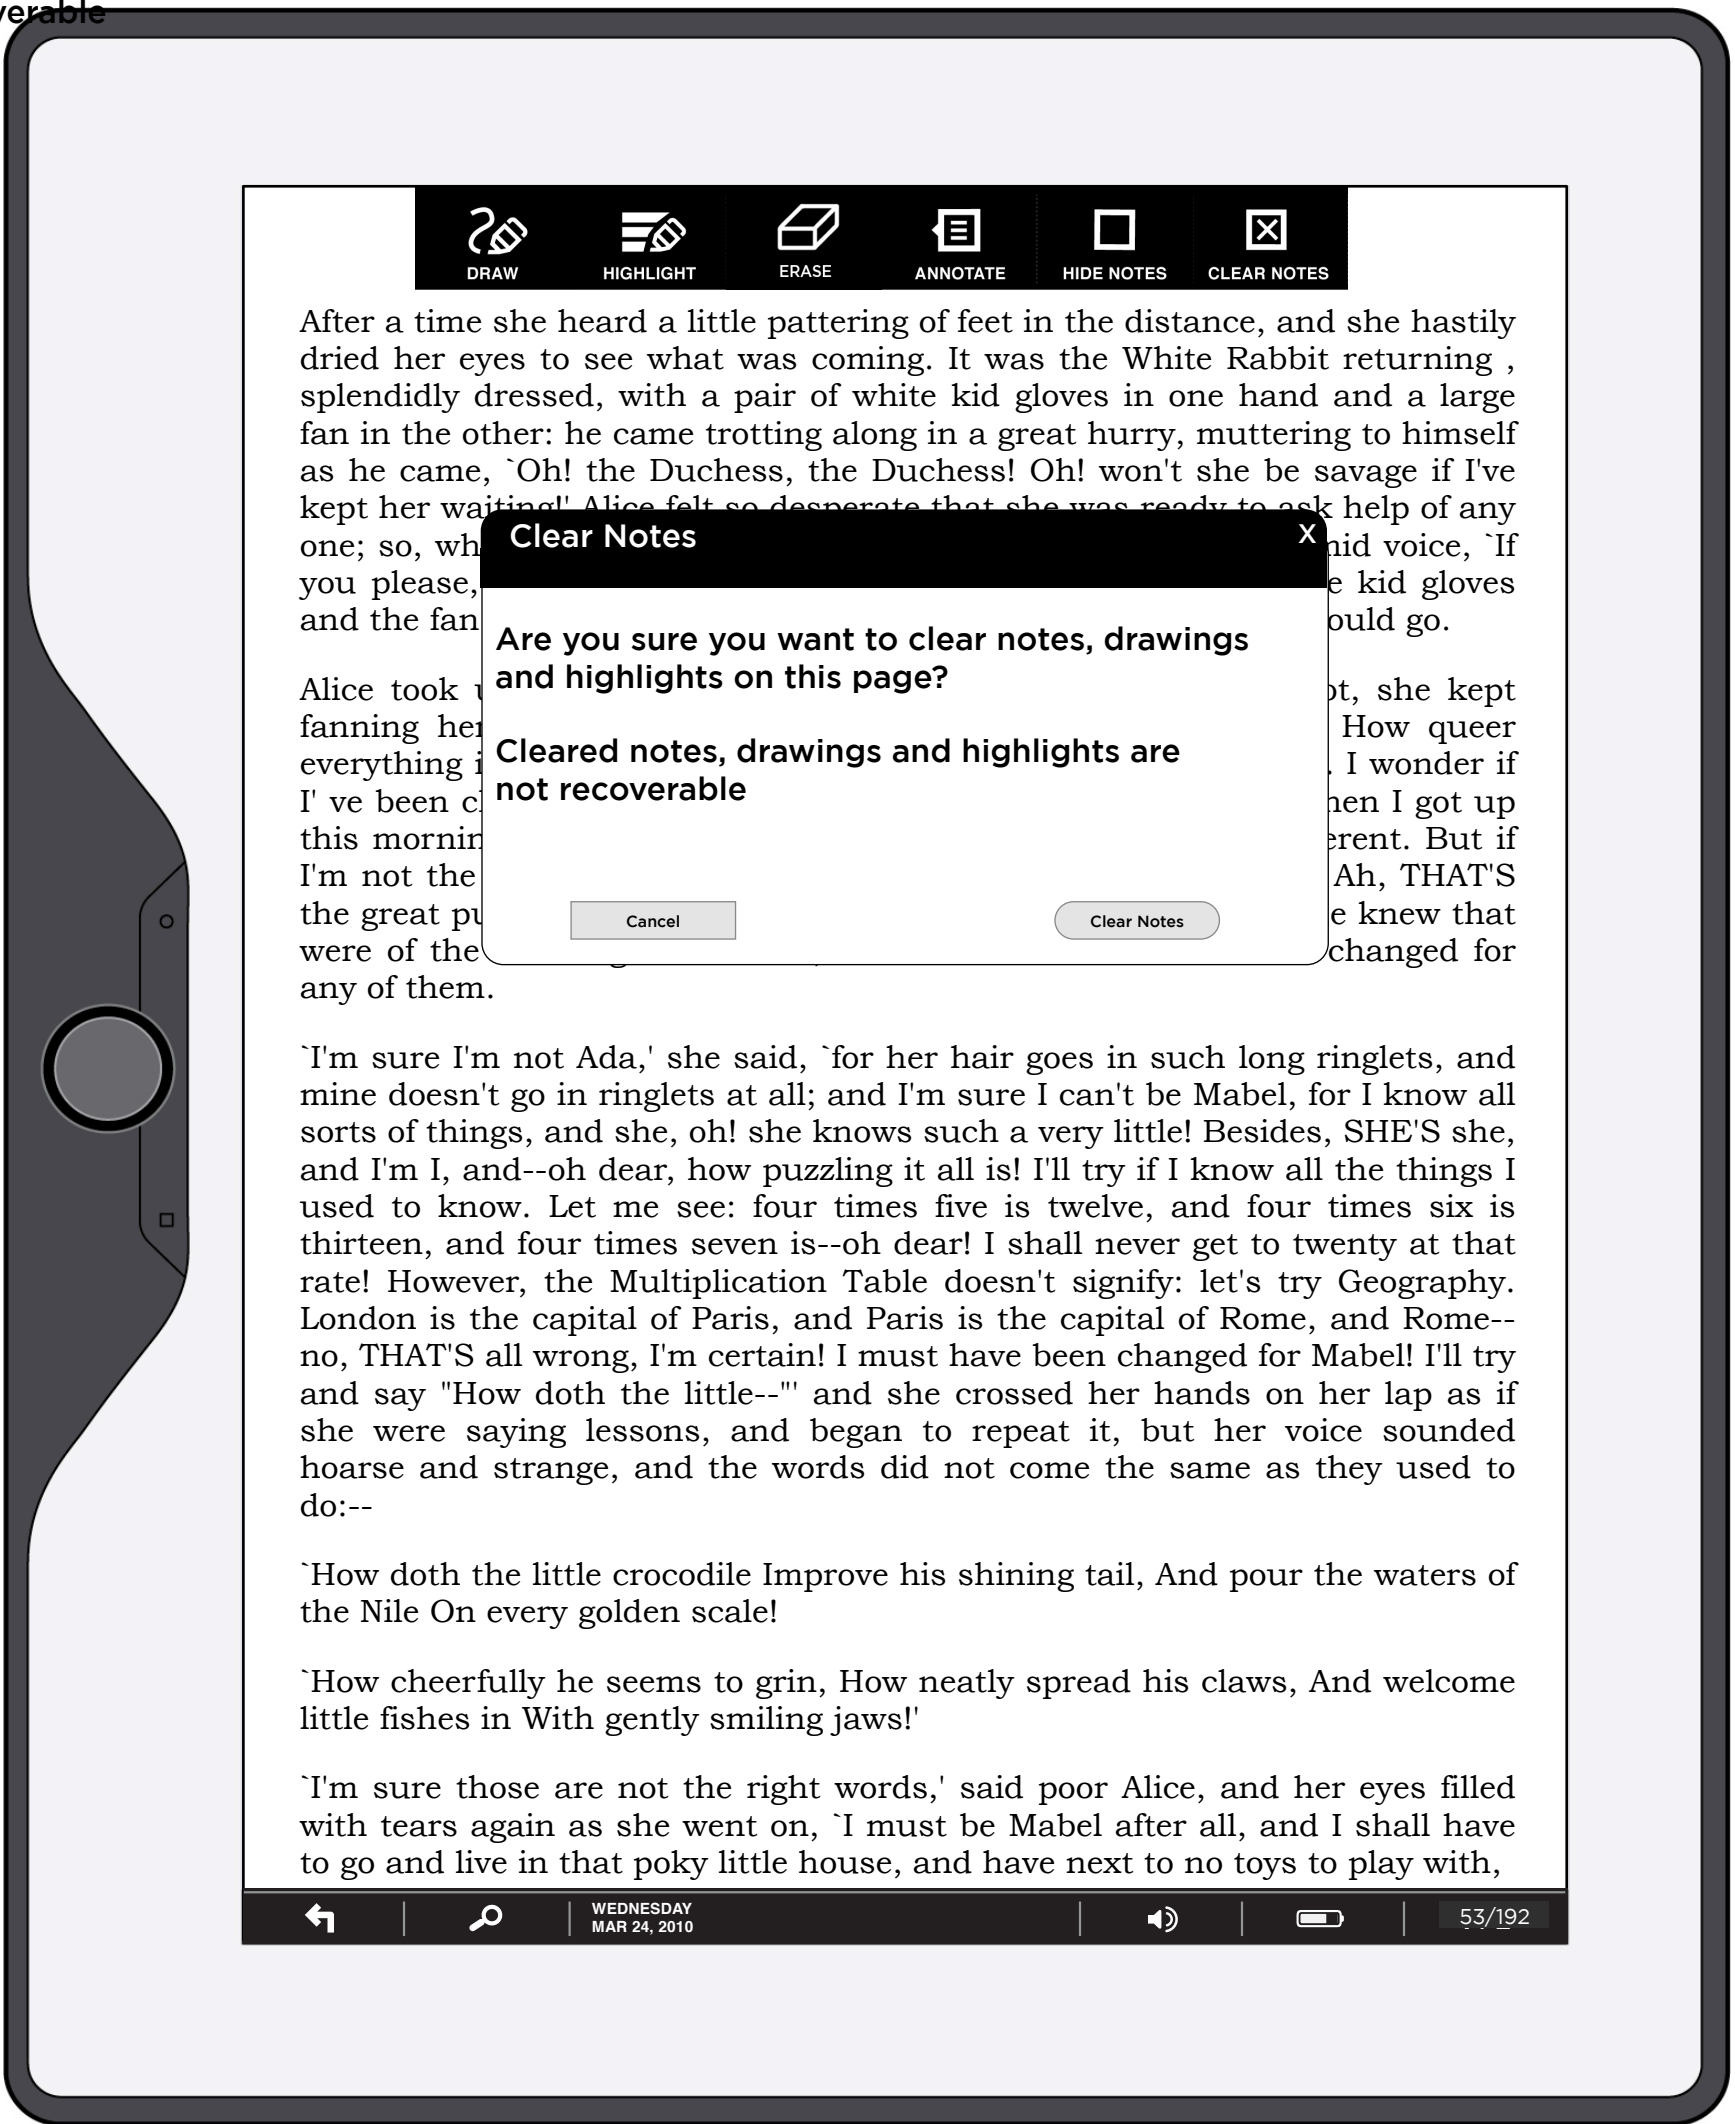 verable
DRAW HIGHLIGHT ERASE ANNOTATE HIDE NOTES CLEAR NOTES
After a time she heard a little pattering of feet in the distance, and she hastily
dried her eyes to see what was coming. It was the White Rabbit returning ,
splendidly dressed, with a pair of white kid gloves in one hand and a large
fan in the other: he came trotting along in a great hurry, muttering to himself
as he came, `Oh! the Duchess, the Duchess! Oh! won't she be savage if I've
kept her waiting!' Alice felt so desperate that she was ready to ask help of any
one; so, wh
nid voice, `If
you please,
e kid gloves
and the fan
ould go.
Clear Notes X
Are you sure you want to clear notes, drawings
and highlights on this page?
Cleared notes, drawings and highlights are
not recoverable
Cancel Clear Notes
Alice took
ot, she kept
fanning her
How queer
everything i
. I wonder if
I' ve been cl
hen I got up
this mornin
erent. But if
I'm not the
Ah, THAT'S
the great pu
e knew that
were of the
changed for
any of them.
`I'm sure I'm not Ada,' she said, `for her hair goes in such long ringlets, and
mine doesn't go in ringlets at all; and I'm sure I can't be Mabel, for I know all
sorts of things, and she, oh! she knows such a very little! Besides, SHE'S she,
and I'm I, and--oh dear, how puzzling it all is! I'll try if I know all the things I
used to know. Let me see: four times five is twelve, and four times six is
thirteen, and four times seven is--oh dear! I shall never get to twenty at that
rate! However, the Multiplication Table doesn't signify: let's try Geography.
London is the capital of Paris, and Paris is the capital of Rome, and Rome--
no, THAT'S all wrong, I'm certain! I must have been changed for Mabel! I'll try
and say "How doth the little--"' and she crossed her hands on her lap as if
she were saying lessons, and began to repeat it, but her voice sounded
hoarse and strange, and the words did not come the same as they used to
do:--
`How doth the little crocodile Improve his shining tail, And pour the waters of
the Nile On every golden scale!
`How cheerfully he seems to grin, How neatly spread his claws, And welcome
little fishes in With gently smiling jaws!'
`I'm sure those are not the right words,' said poor Alice, and her eyes filled
with tears again as she went on, `I must be Mabel after all, and I shall have
to go and live in that poky little house, and have next to no toys to play with,
WEDNESDAY
MAR 24, 2010
53/192